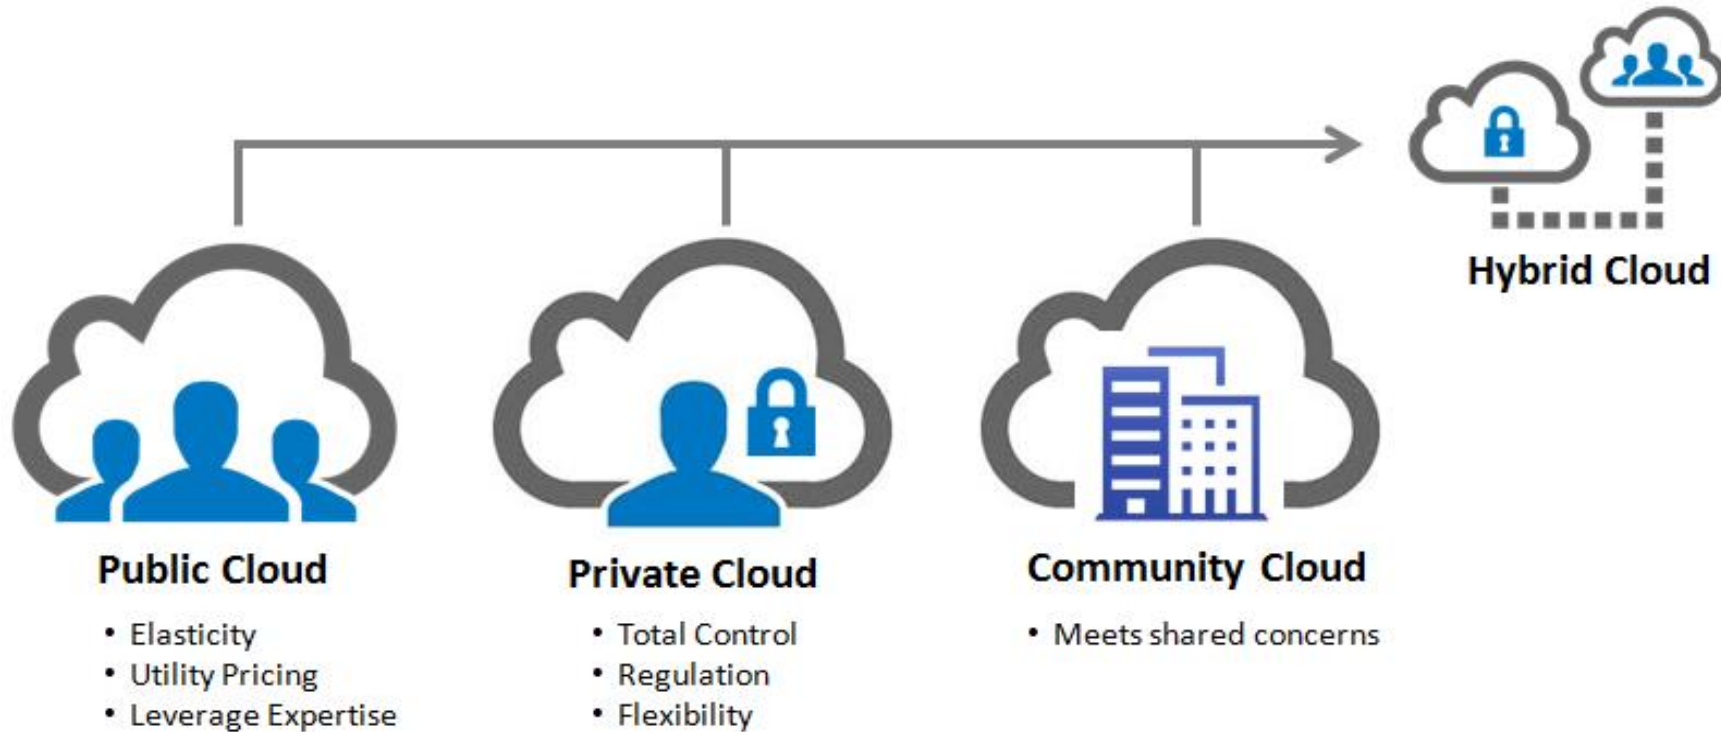 Hybrid Cloud
Public Cloud
• Elasticity
• Utility Pricing
• Leverage Expertise
Private Cloud
• Total Control
• Regulation
• Flexibility
Community Cloud
• Meets shared concerns